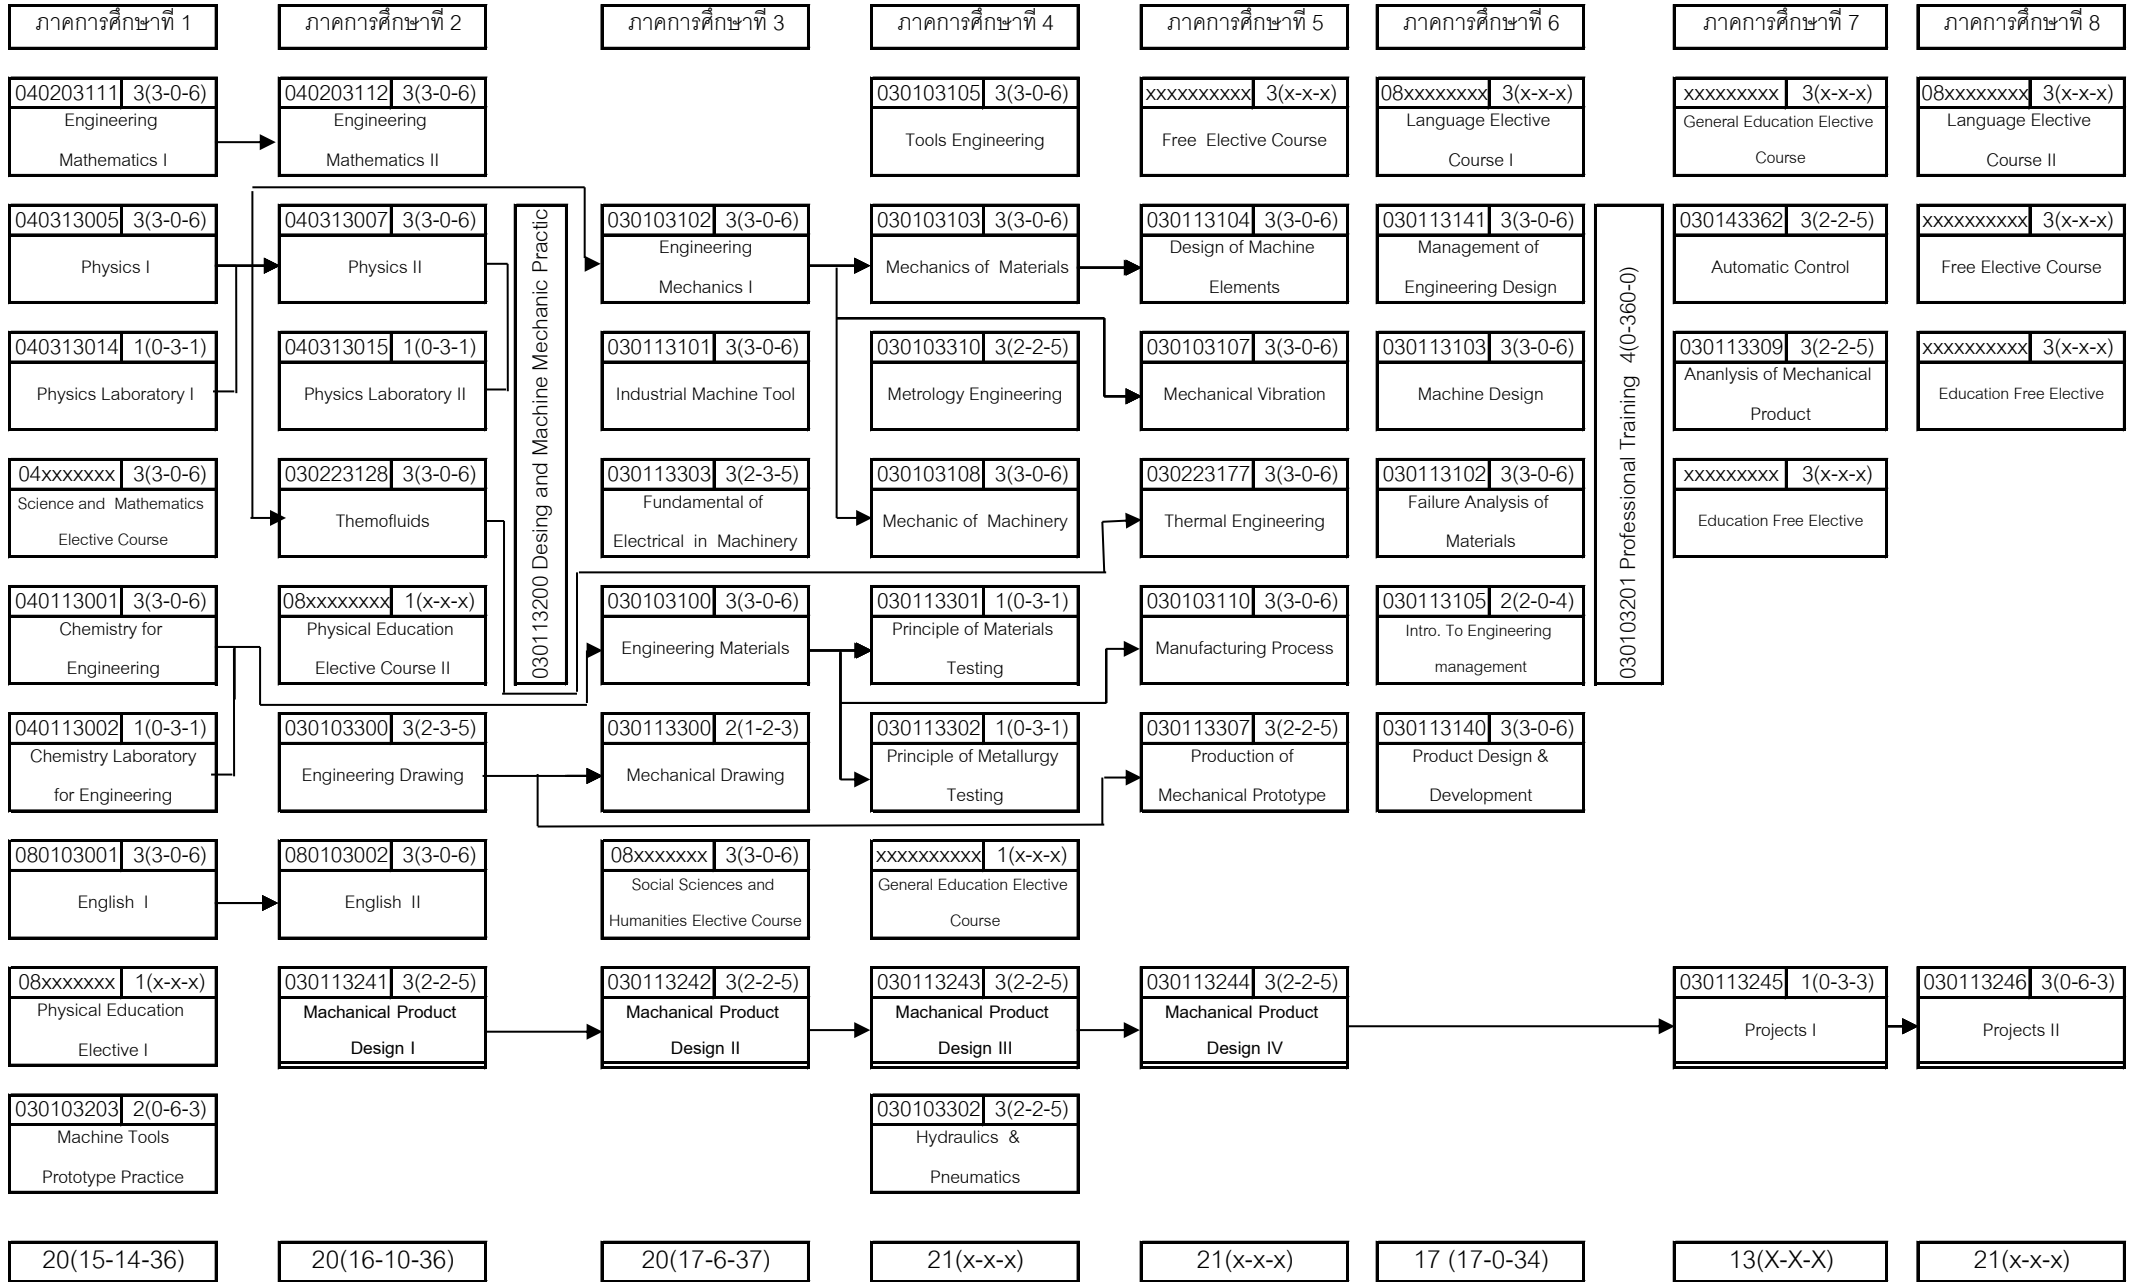 ภาคการศึกษาที่ 1
ภาคการศึกษาที่ 2
ภาคการศึกษาที่ 3
ภาคการศึกษาที่ 4
ภาคการศึกษาที่ 5
ภาคการศึกษาที่ 6
ภาคการศึกษาที่ 7
ภาคการศึกษาที่ 8
040203111 3(3-0-6)
Engineering
Mathematics I
040203112 3(3-0-6)
Engineering
Mathematics II
030103105 3(3-0-6)
Tools Engineering
xxxxxxxxxx 3(x-x-x)
Free Elective Course
08xxxxxxxx 3(x-x-x)
Language Elective
Course I
xxxxxxxxx 3(x-x-x)
General Education Elective
Course
08xxxxxxxx 3(x-x-x)
Language Elective
Course II
040313005 3(3-0-6)
Physics I
040313007 3(3-0-6)
Physics II
030113200 Desing and Machine Mechanic Practic
030103102 3(3-0-6)
Engineering
Mechanics I
030103103 3(3-0-6)
Mechanics of Materials
030113104 3(3-0-6)
Design of Machine
Elements
030113141 3(3-0-6)
Management of
Engineering Design
030103201 Professional Training 4(0-360-0)
030143362 3(2-2-5)
Automatic Control
xxxxxxxxxx 3(x-x-x)
Free Elective Course
040313014 1(0-3-1)
Physics Laboratory I
040313015 1(0-3-1)
Physics Laboratory II
030113101 3(3-0-6)
Industrial Machine Tool
030103310 3(2-2-5)
Metrology Engineering
030103107 3(3-0-6)
Mechanical Vibration
030113103 3(3-0-6)
Machine Design
030113309 3(2-2-5)
Ananlysis of Mechanical
Product
xxxxxxxxxx 3(x-x-x)
Education Free Elective
04xxxxxxx 3(3-0-6)
Science and Mathematics
Elective Course
030223128 3(3-0-6)
Themofluids
030113303 3(2-3-5)
Fundamental of
Electrical in Machinery
030103108 3(3-0-6)
Mechanic of Machinery
030223177 3(3-0-6)
Thermal Engineering
030113102 3(3-0-6)
Failure Analysis of
Materials
xxxxxxxxx 3(x-x-x)
Education Free Elective
040113001 3(3-0-6)
Chemistry for
Engineering
08xxxxxxxx 1(x-x-x)
Physical Education
Elective Course II
030103100 3(3-0-6)
Engineering Materials
030113301 1(0-3-1)
Principle of Materials
Testing
030103110 3(3-0-6)
Manufacturing Process
030113105 2(2-0-4)
Intro. To Engineering
management
040113002 1(0-3-1)
Chemistry Laboratory
for Engineering
030103300 3(2-3-5)
Engineering Drawing
030113300 2(1-2-3)
Mechanical Drawing
030113302 1(0-3-1)
Principle of Metallurgy
Testing
030113307 3(2-2-5)
Production of
Mechanical Prototype
030113140 3(3-0-6)
Product Design &
Development
080103001 3(3-0-6)
English I
080103002 3(3-0-6)
English II
08xxxxxxx 3(3-0-6)
Social Sciences and
Humanities Elective Course
xxxxxxxxxx 1(x-x-x)
General Education Elective
Course
08xxxxxxx 1(x-x-x)
Physical Education
Elective I
030113241 3(2-2-5)
Machanical Product
Design I
030113242 3(2-2-5)
Machanical Product
Design II
030113243 3(2-2-5)
Machanical Product
Design III
030113244 3(2-2-5)
Machanical Product
Design IV
030113245 1(0-3-3)
Projects I
030113246 3(0-6-3)
Projects II
030103203 2(0-6-3)
Machine Tools
Prototype Practice
030103302 3(2-2-5)
Hydraulics &
Pneumatics
20(15-14-36)
20(16-10-36)
20(17-6-37)
21(x-x-x)
21(x-x-x)
17 (17-0-34)
13(X-X-X)
21(x-x-x)